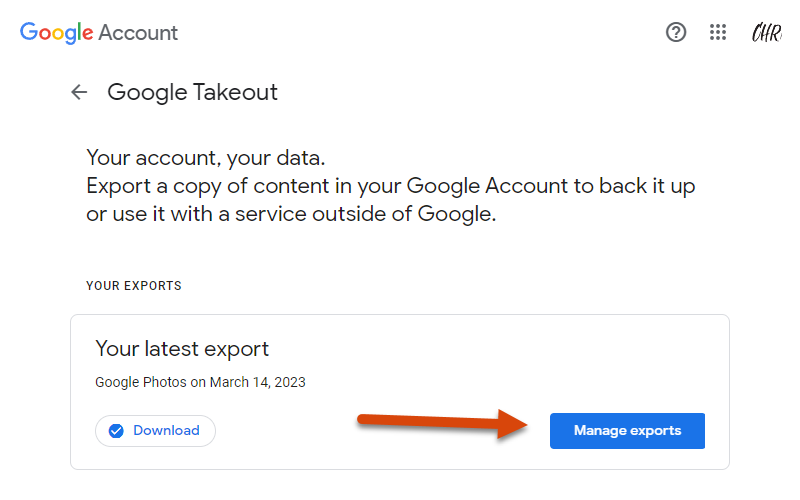 Google Account
CHR
Google Takeout
Your account, your data.
Export a copy of content in your Google Account to back it up
or use it with a service outside of Google.
YOUR EXPORTS
Your latest export
Google Photos on March 14, 2023
Download
Manage exports